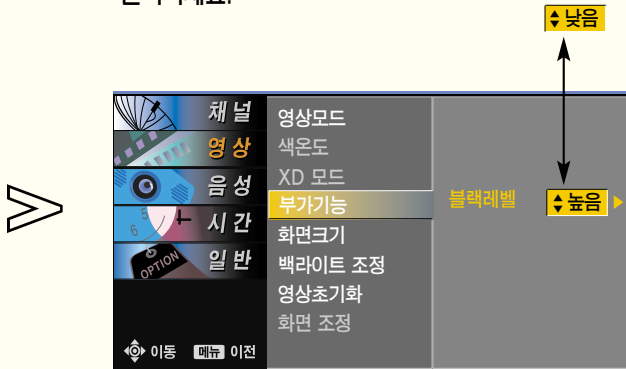 낮음
채널
영상
음성
시간
일반
OPTION
6
5
영상모드
색온도
XD 모드
부가기능
화면크기
백라이트 조정
영상초기화
화면 조정
블랙레벨
높음
이동
메뉴 이전